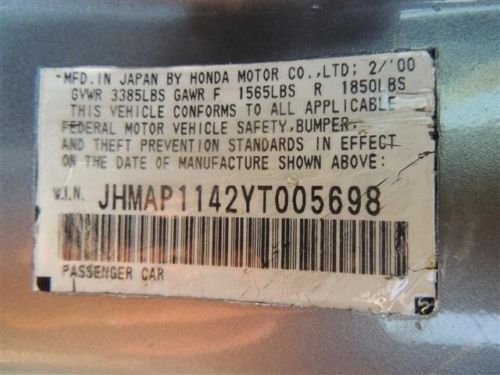 MFD.IN JAPAN BY HONDA MOTOR CO.,LTD; 2/'00
GVWR 3385LBS GAWR F 1565LBS R 1850LBS
THIS VEHICLE CONFORMS TO ALL APPLICABLE
FEDERAL MOTOR VEHICLE SAFETY,BUMPER,
AND THEFT PREVENTION STANDARDS IN EFFECT
ON THE DATE OF MANUFACTURE SHOWN ABOVE:
V.I.N. JHMAP1142YT005698
PASSENGER CAR